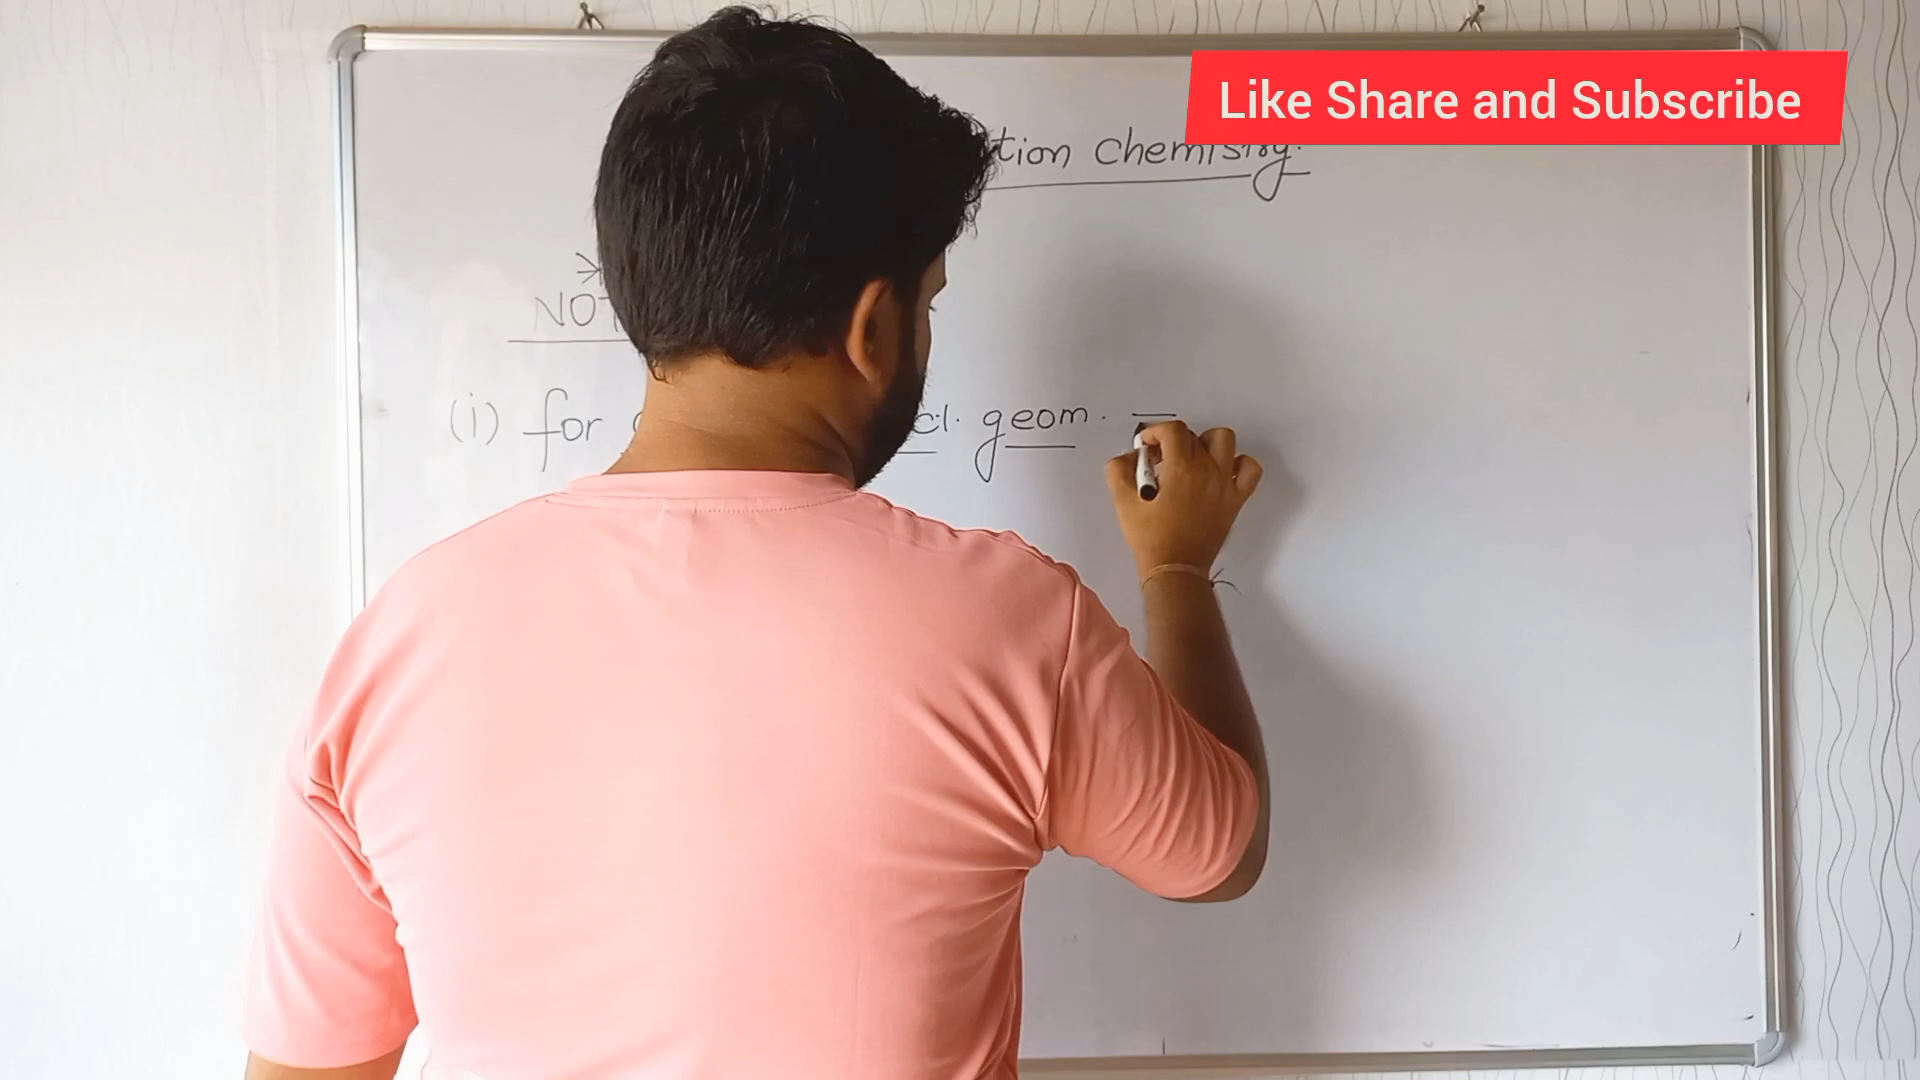 Like Share and Subscribe
tion Chemistry.
NOT
(i) for cl. geom. =